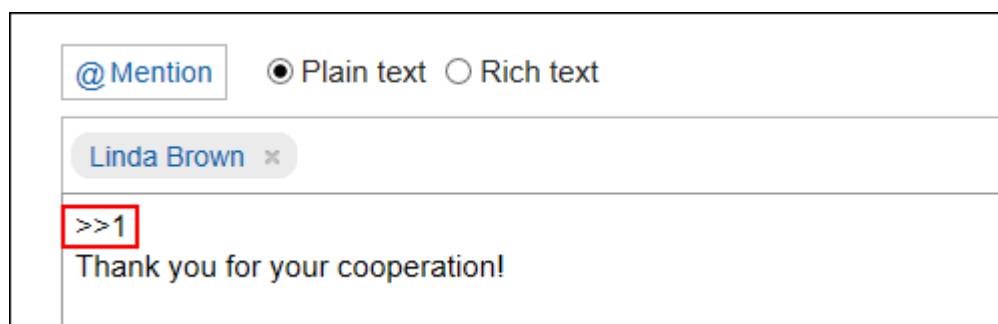 @Mention Plain text Rich text
Linda Brown ×
>>1
Thank you for your cooperation!